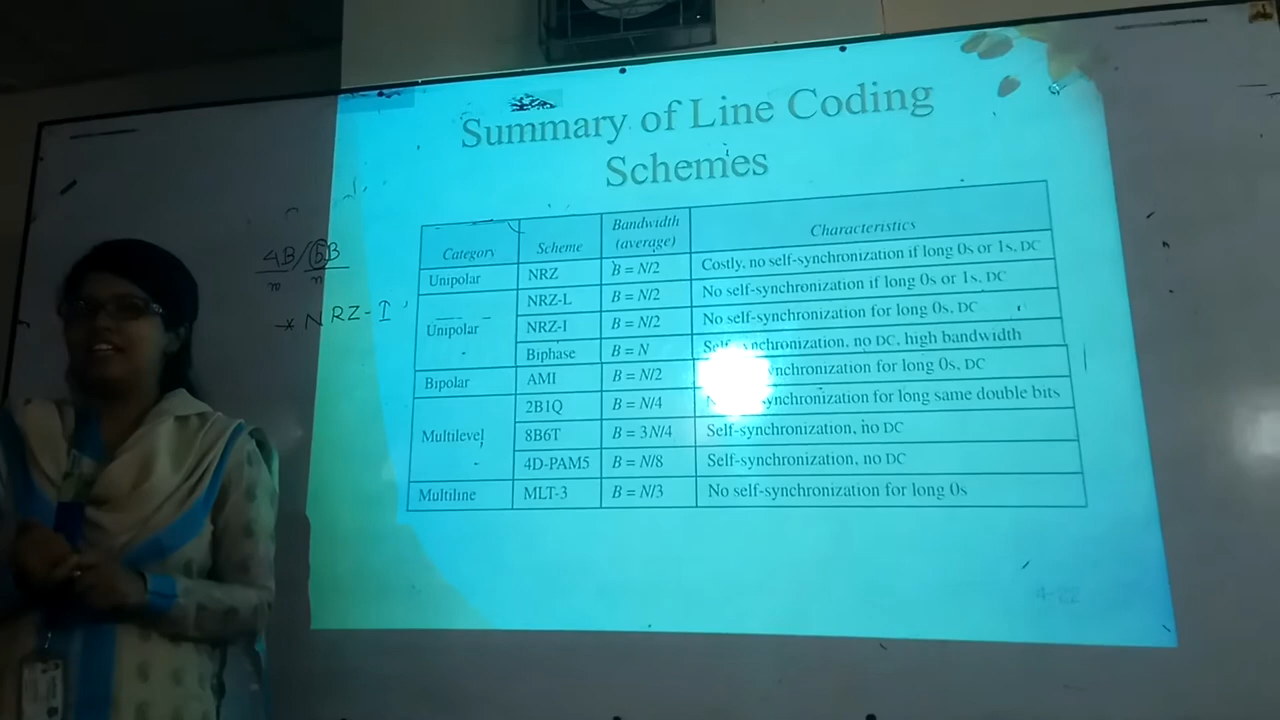 Summary of Line Coding
Schemes
Category Scheme Bandwidth (average) Characteristics
Unipolar NRZ B = N/2 Costly, no self-synchronization if long 0s or 1s, DC
Unipolar NRZ-L B = N/2 No self-synchronization if long 0s or 1s, DC
NRZ-I B = N/2 No self-synchronization for long 0s, DC
Biphase B = N no DC, high bandwidth
Bipolar AMI B = N/2 for long 0s, DC
Multilevel 2B1Q B = N/4 for long same double bits
8B6T B = 3N/4 Self-synchronization, no DC
4D-PAM5 B = N/8 Self-synchronization, no DC
Multiline MLT-3 B = N/3 No self-synchronization for long 0s
4-22
4B/5B
m n
* NRZ-I